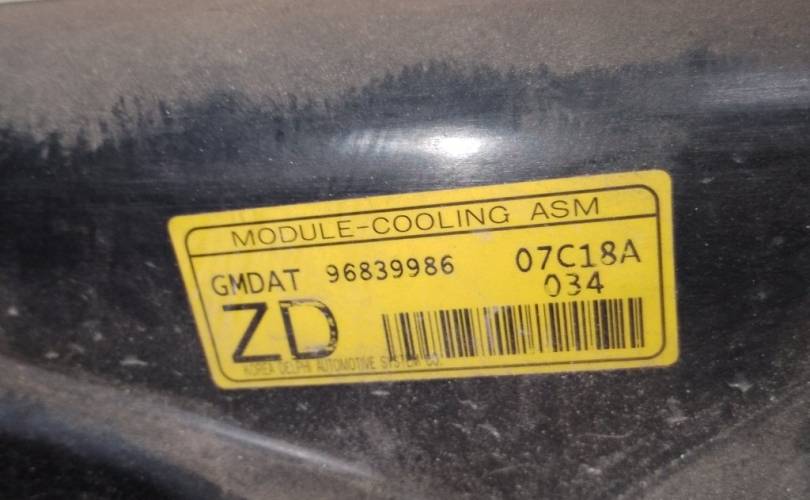 MODULE-COOLING ASM
GMDAT 96839986 07C18A
034
ZD
KOREA DELPHI AUTOMOTIVE SYSTEM CO.